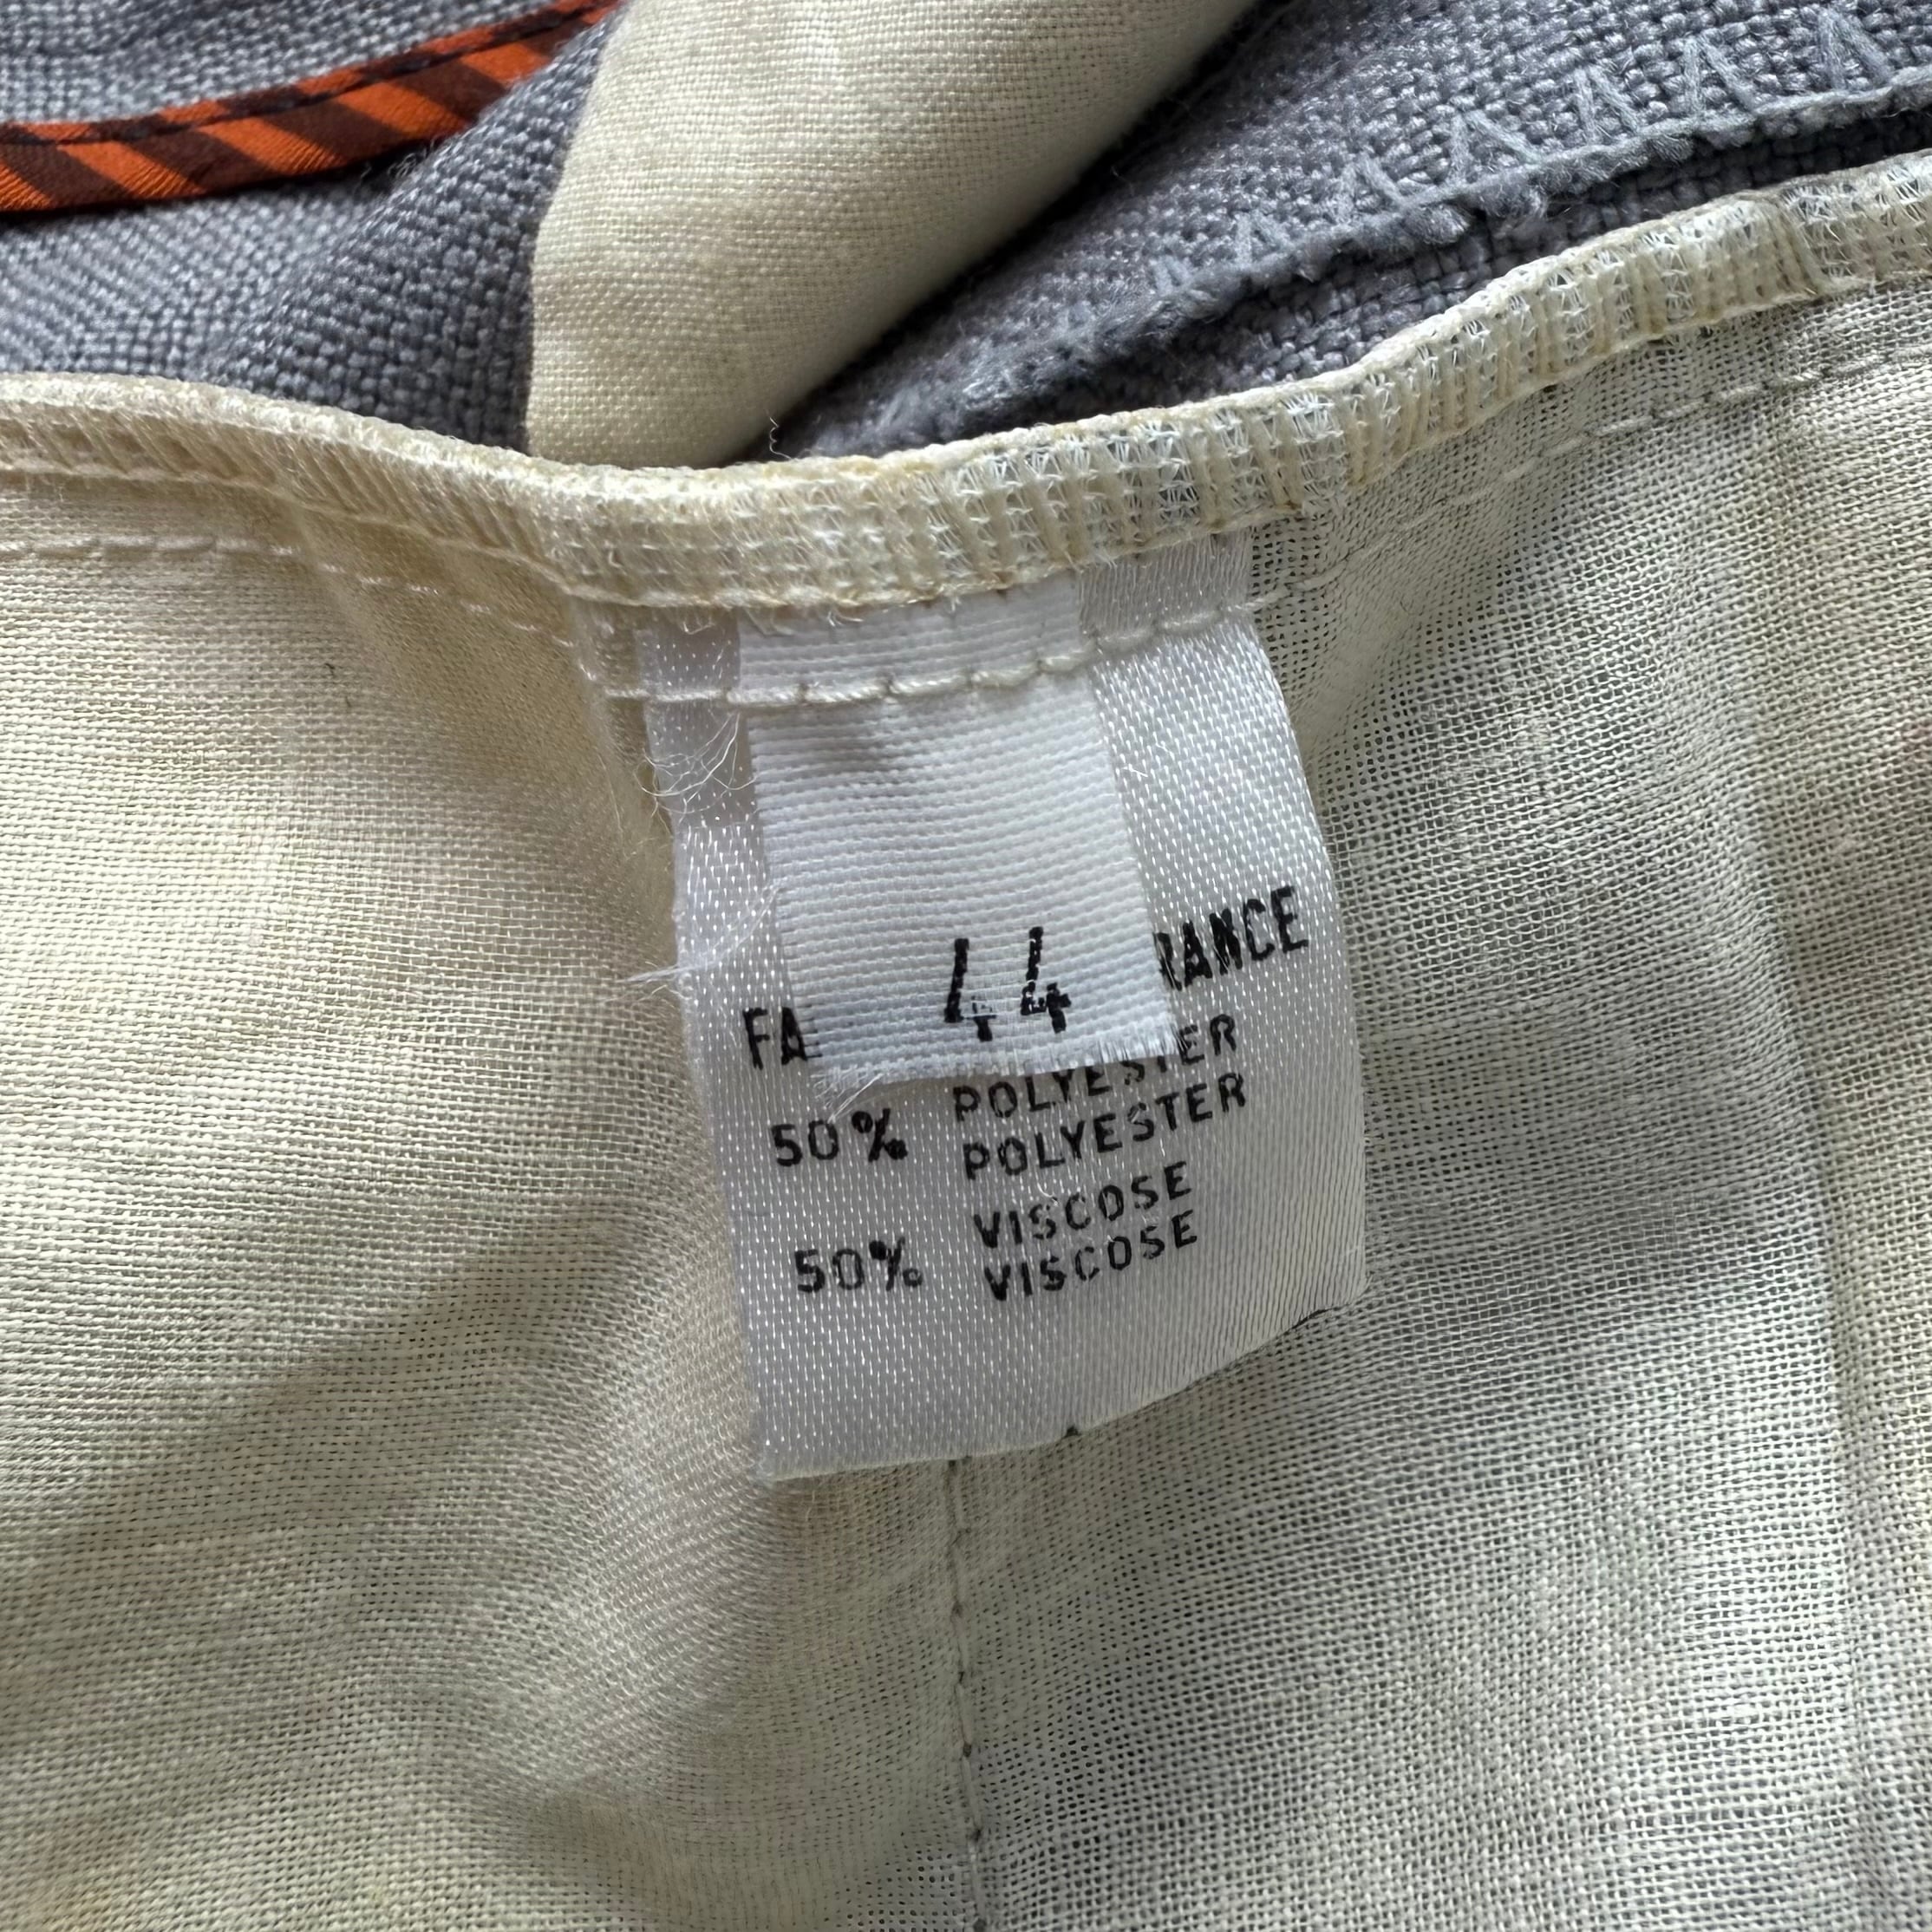 44
FA RANCE
POLYESTER
50% POLYESTER
VISCOSE
50% VISCOSE